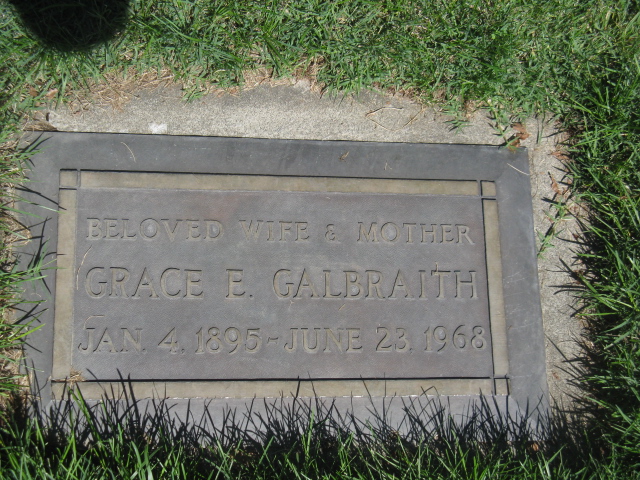 BELOVED WIFE & MOTHER
GRACE E. GALBRAITH
JAN. 4, 1895 - JUNE 23, 1968